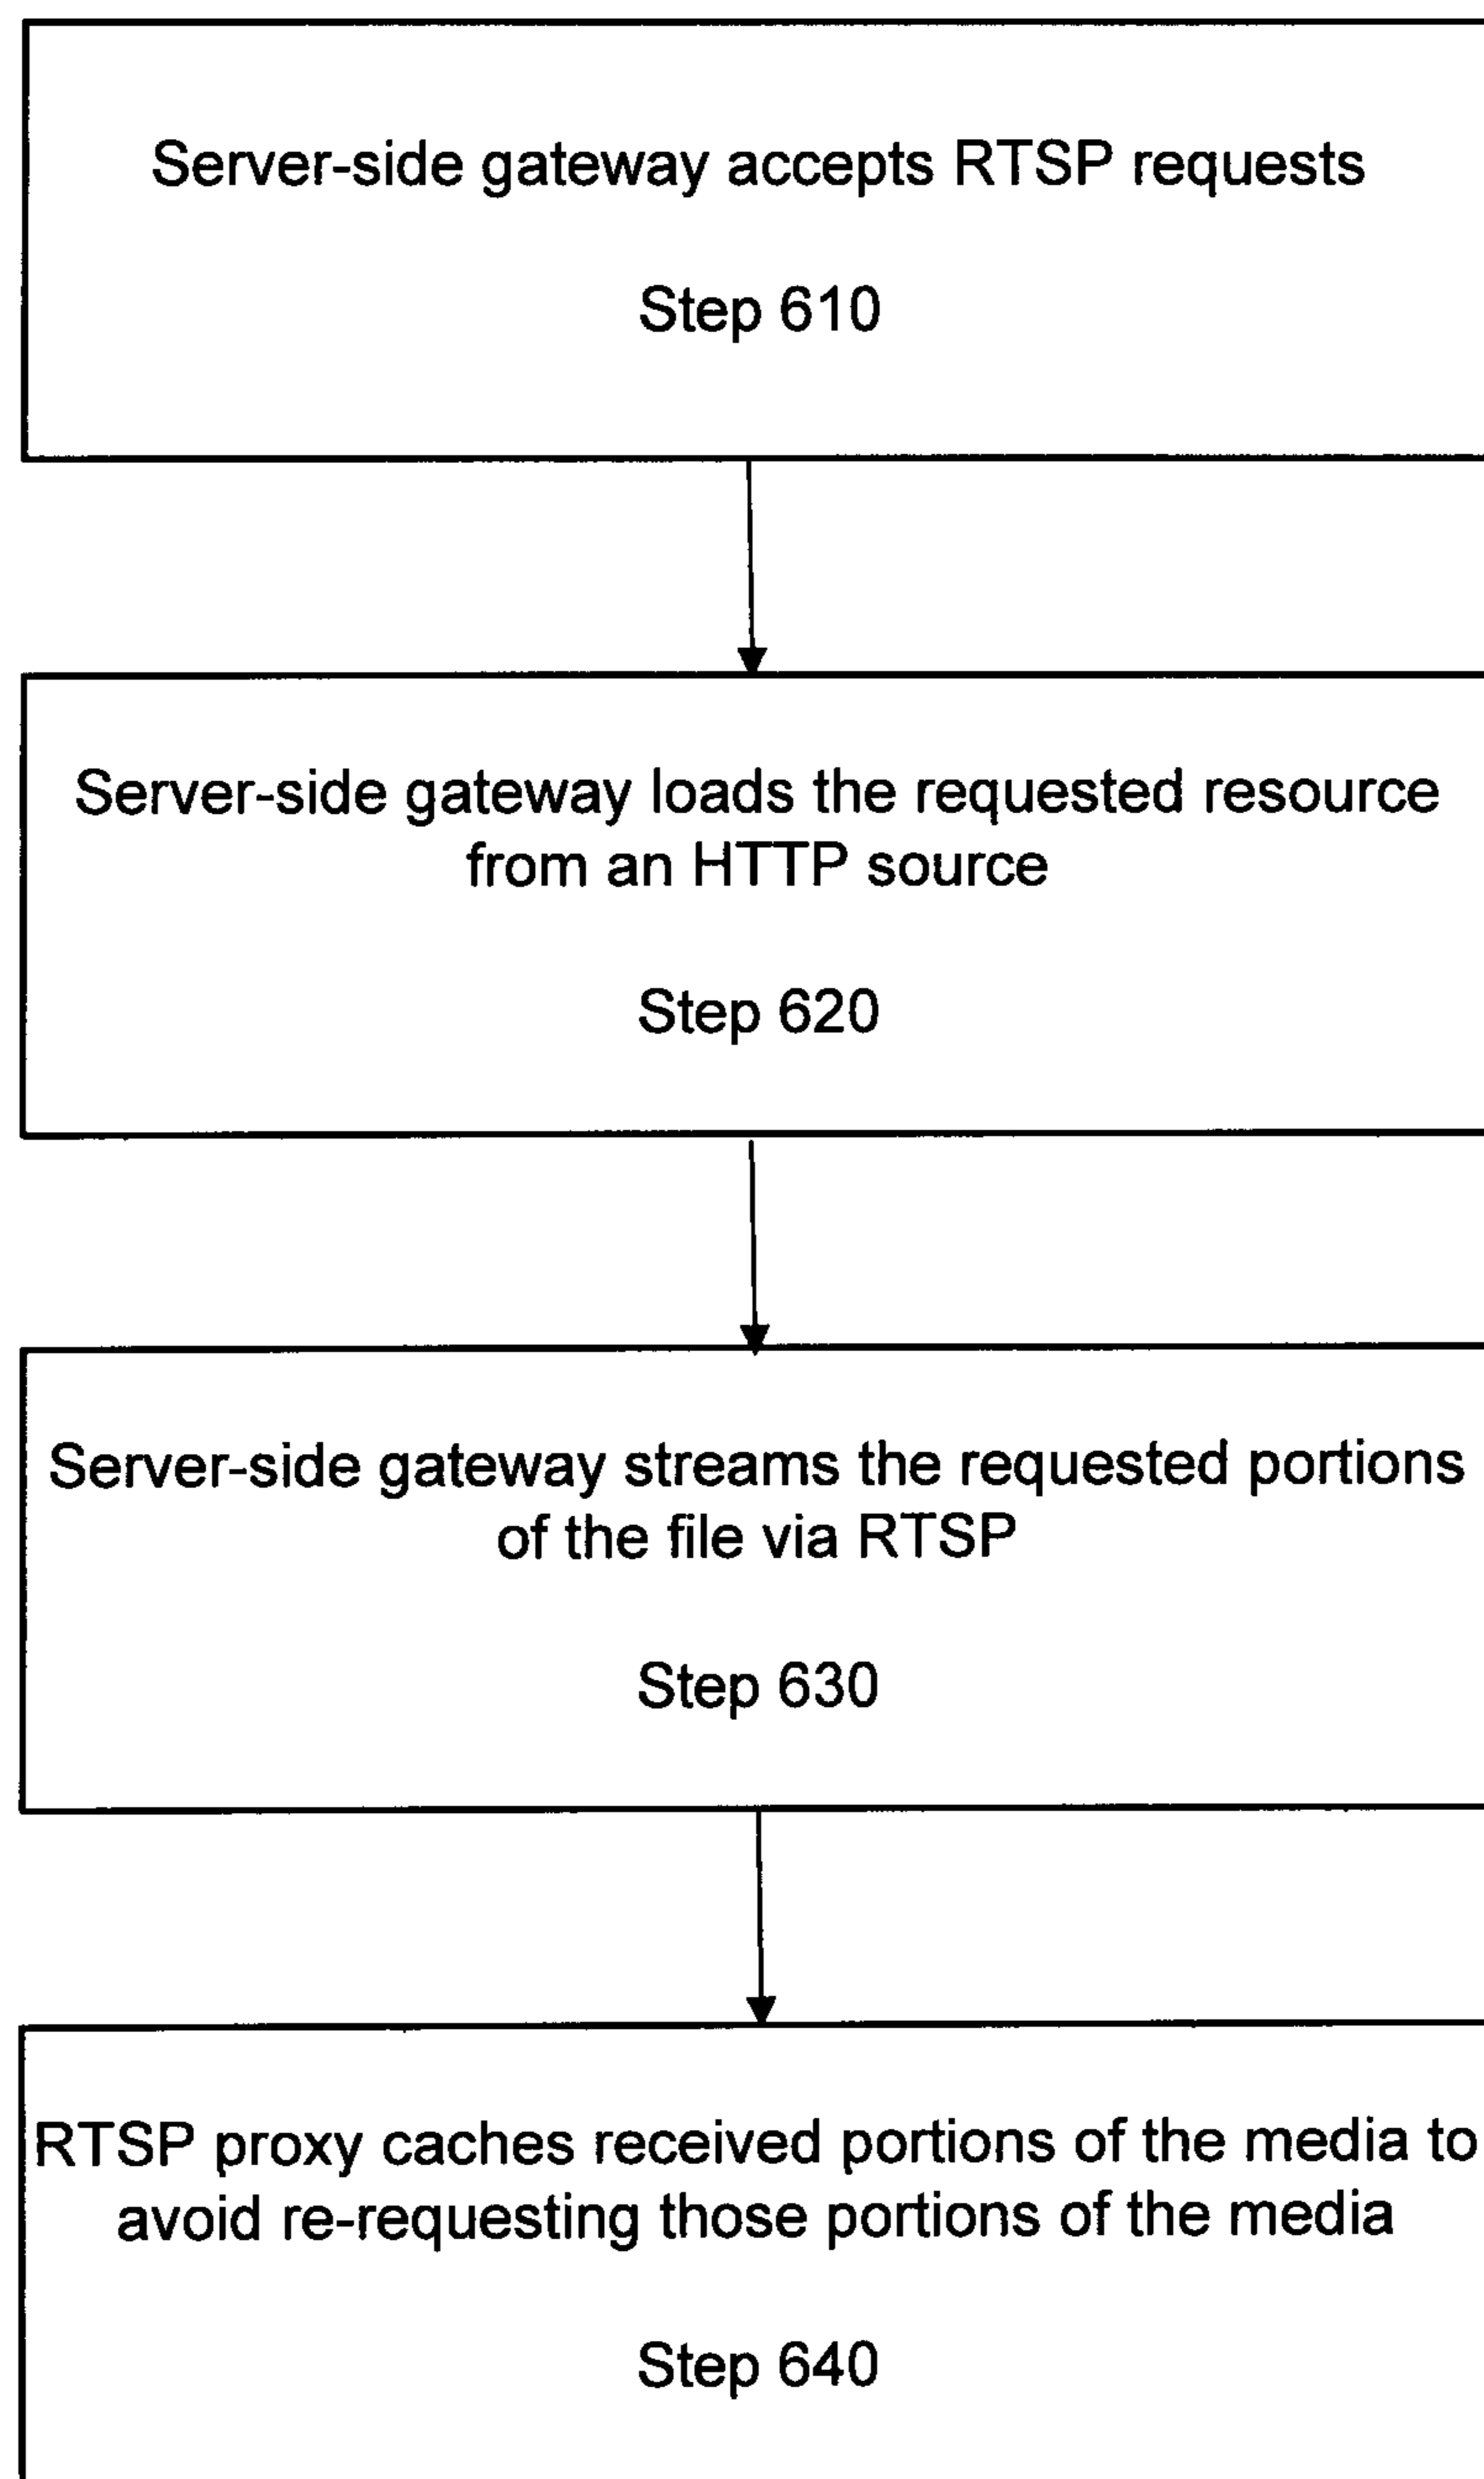 Server-side gateway accepts RTSP requests
Step 610
Server-side gateway loads the requested resource
from an HTTP source
Step 620
Server-side gateway streams the requested portions
of the file via RTSP
Step 630
RTSP proxy caches received portions of the media to
avoid re-requesting those portions of the media
Step 640